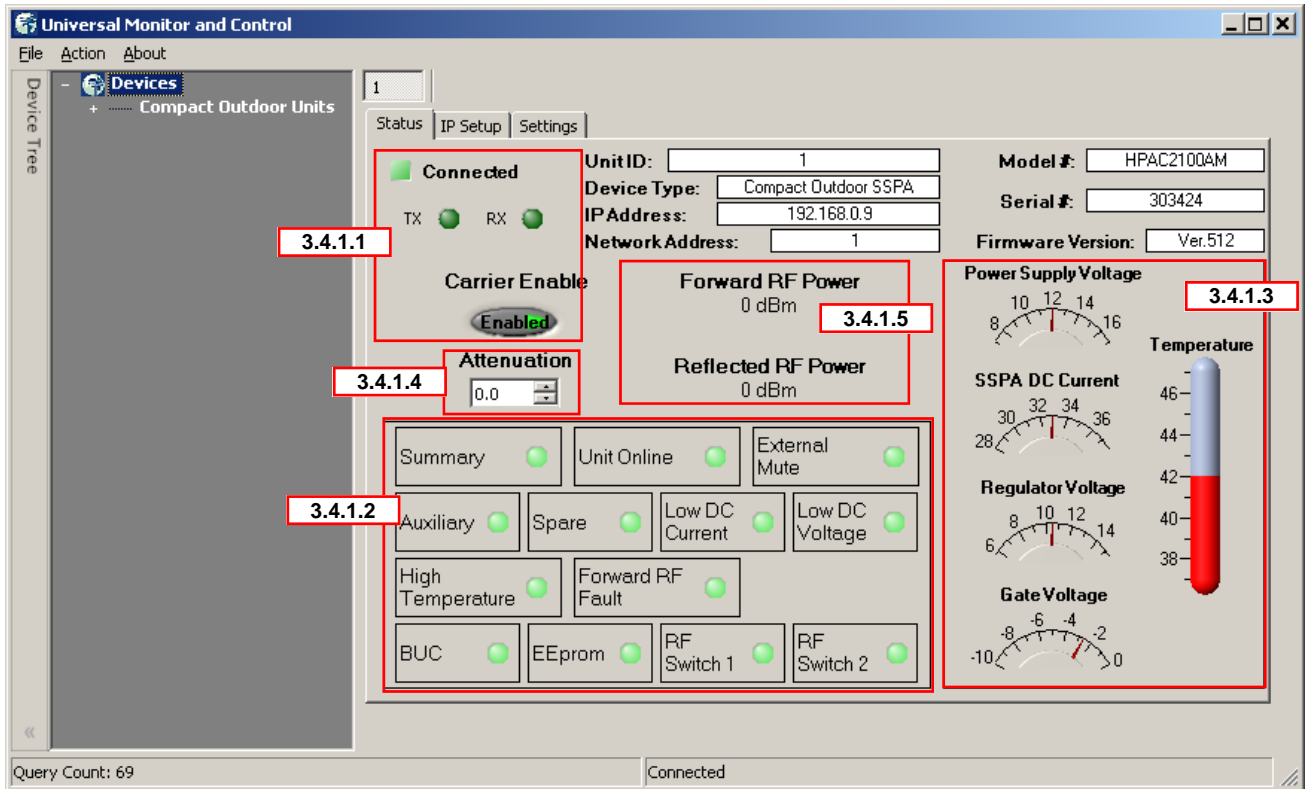 Universal Monitor and Control
File Action About
Device Tree
- Devices
+ Compact Outdoor Units
«
1
Status IP Setup Settings
Connected
TX RX
3.4.1.1
Carrier Enable
Enabled
Unit ID: 1
Device Type: Compact Outdoor SSPA
IP Address: 192.168.0.9
Network Address: 1
Model #: HPAC2100AM
Serial #: 303424
Firmware Version: Ver.512
Forward RF Power
0 dBm
3.4.1.5
Reflected RF Power
0 dBm
Attenuation
3.4.1.4
0.0
3.4.1.2
Summary
Unit Online
External Mute
Auxiliary
Spare
Low DC Current
Low DC Voltage
High Temperature
Forward RF Fault
BUC
EEprom
RF Switch 1
RF Switch 2
3.4.1.3
Power Supply Voltage
8 10 12 14 16
SSPA DC Current
28 30 32 34 36
Regulator Voltage
6 8 10 12 14
Gate Voltage
-10 -8 -6 -4 -2 0
Temperature
46
44
42
40
38
Query Count: 69
Connected